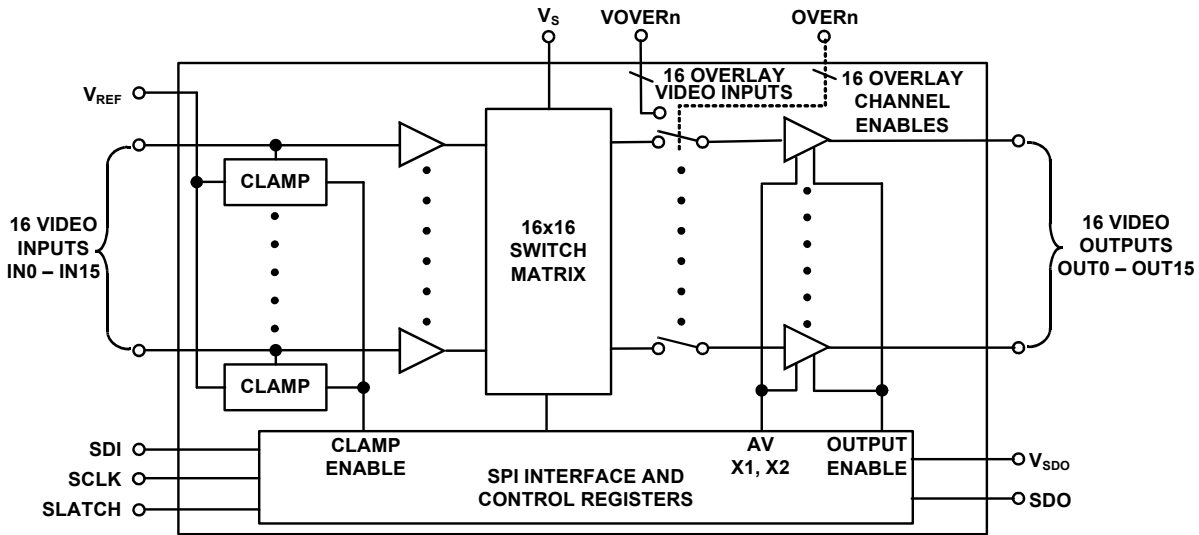 VS
VOVERn
OVERn
16 OVERLAY
VIDEO INPUTS
16 OVERLAY
CHANNEL
ENABLES
VREF
CLAMP
16 VIDEO
INPUTS
IN0 – IN15
16x16
SWITCH
MATRIX
16 VIDEO
OUTPUTS
OUT0 – OUT15
CLAMP
SDI
SCLK
SLATCH
CLAMP
ENABLE
SPI INTERFACE AND
CONTROL REGISTERS
AV
X1, X2
OUTPUT
ENABLE
VSDO
SDO